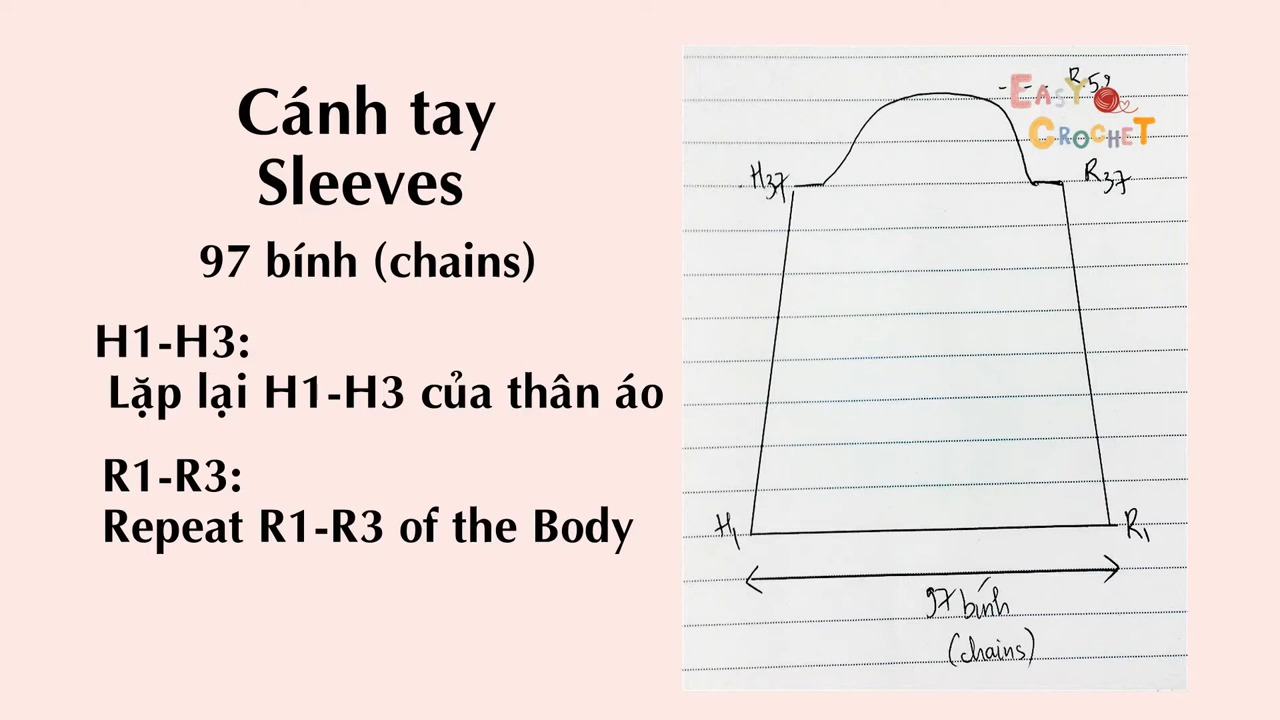 Cánh tay
Sleeves
97 bính (chains)
H1-H3:
Lặp lại H1-H3 của thân áo
R1-R3:
Repeat R1-R3 of the Body
EASY
CROCHET
H37
R37
H1
R1
97 bính
(chains)